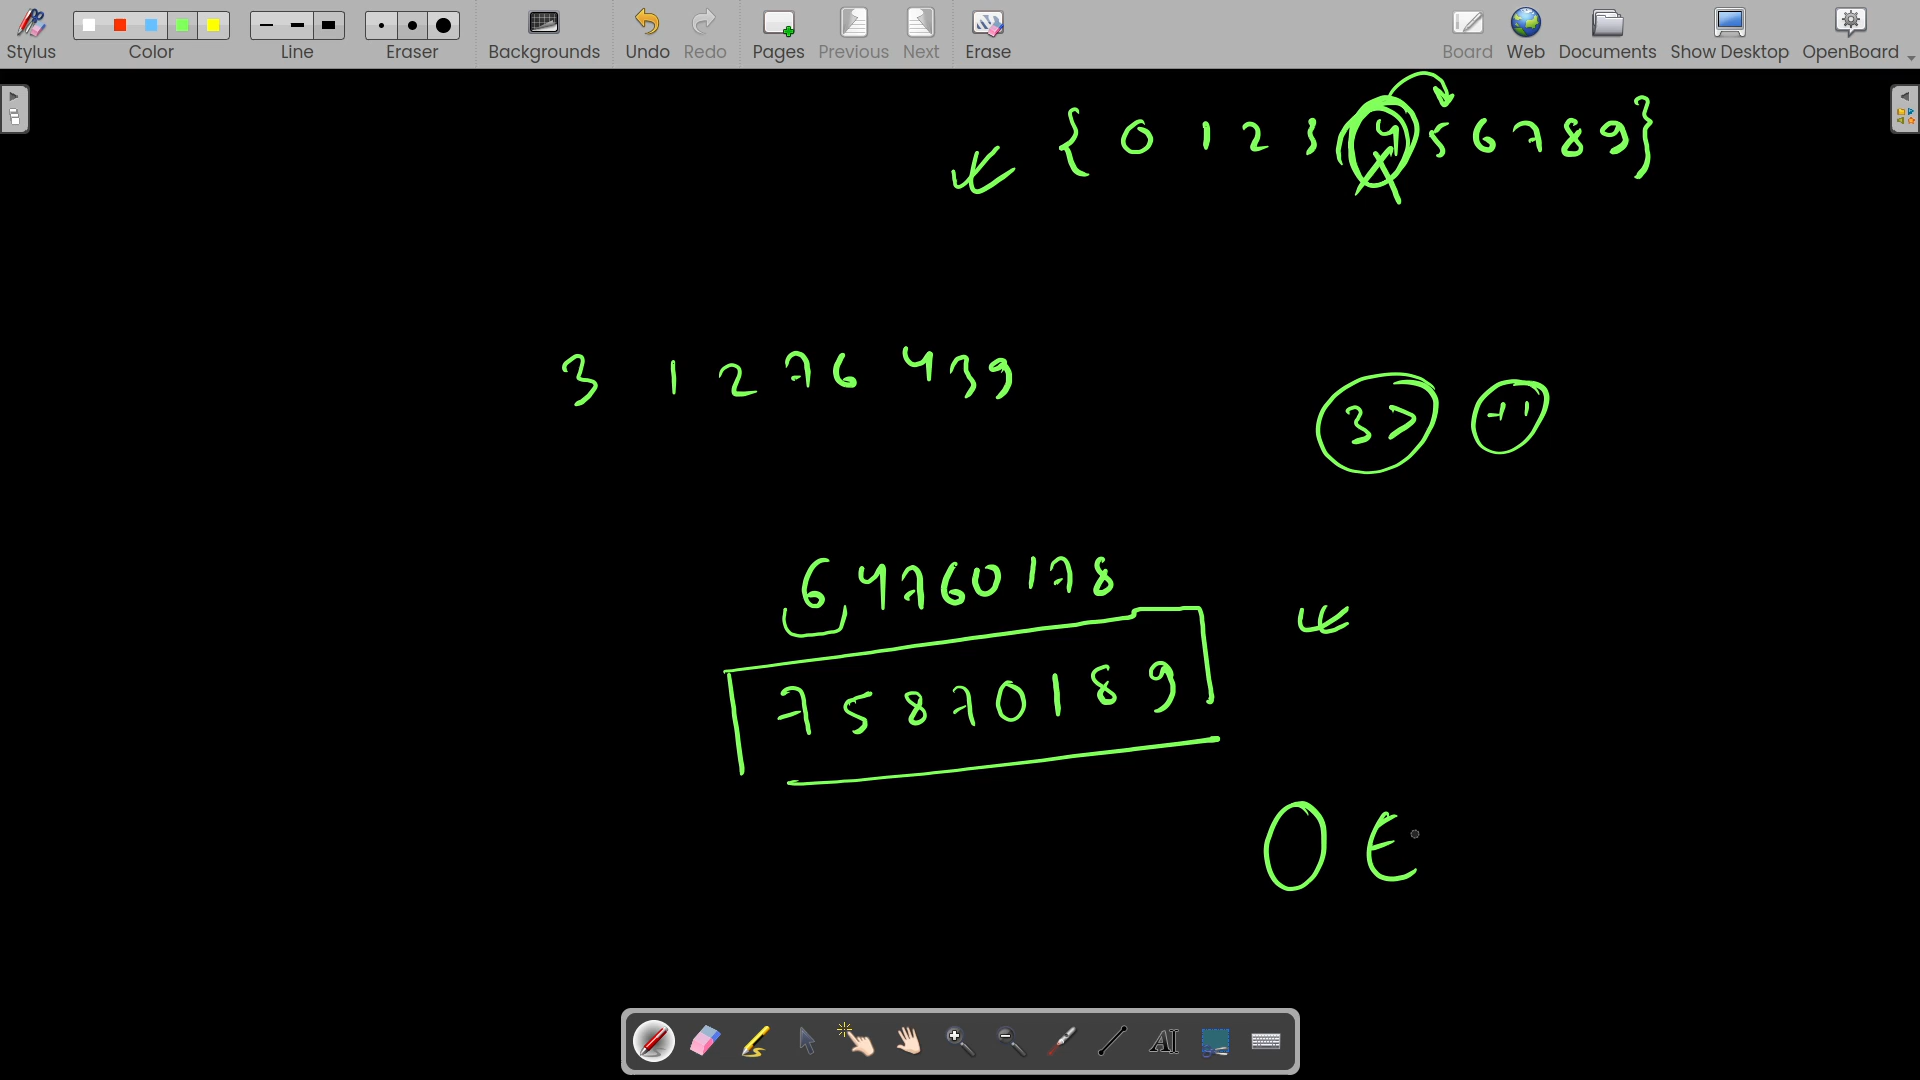 Stylus Color Line Eraser Backgrounds Undo Redo Pages Previous Next Erase Board Web Documents Show Desktop OpenBoard
{ 0 1 2 3 4 5 6 7 8 9 }
3 1 2 7 6 4 3 9
3 > +1
6 4 7 6 0 1 7 8
7 5 8 7 0 1 8 9
0 E
AI